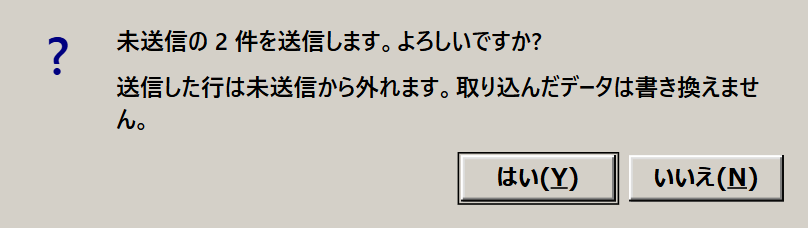 ?
未送信の 2 件を送信します。よろしいですか?
送信した行は未送信から外れます。取り込んだデータは書き換えませ
ん。
はい(Y) いいえ(N)